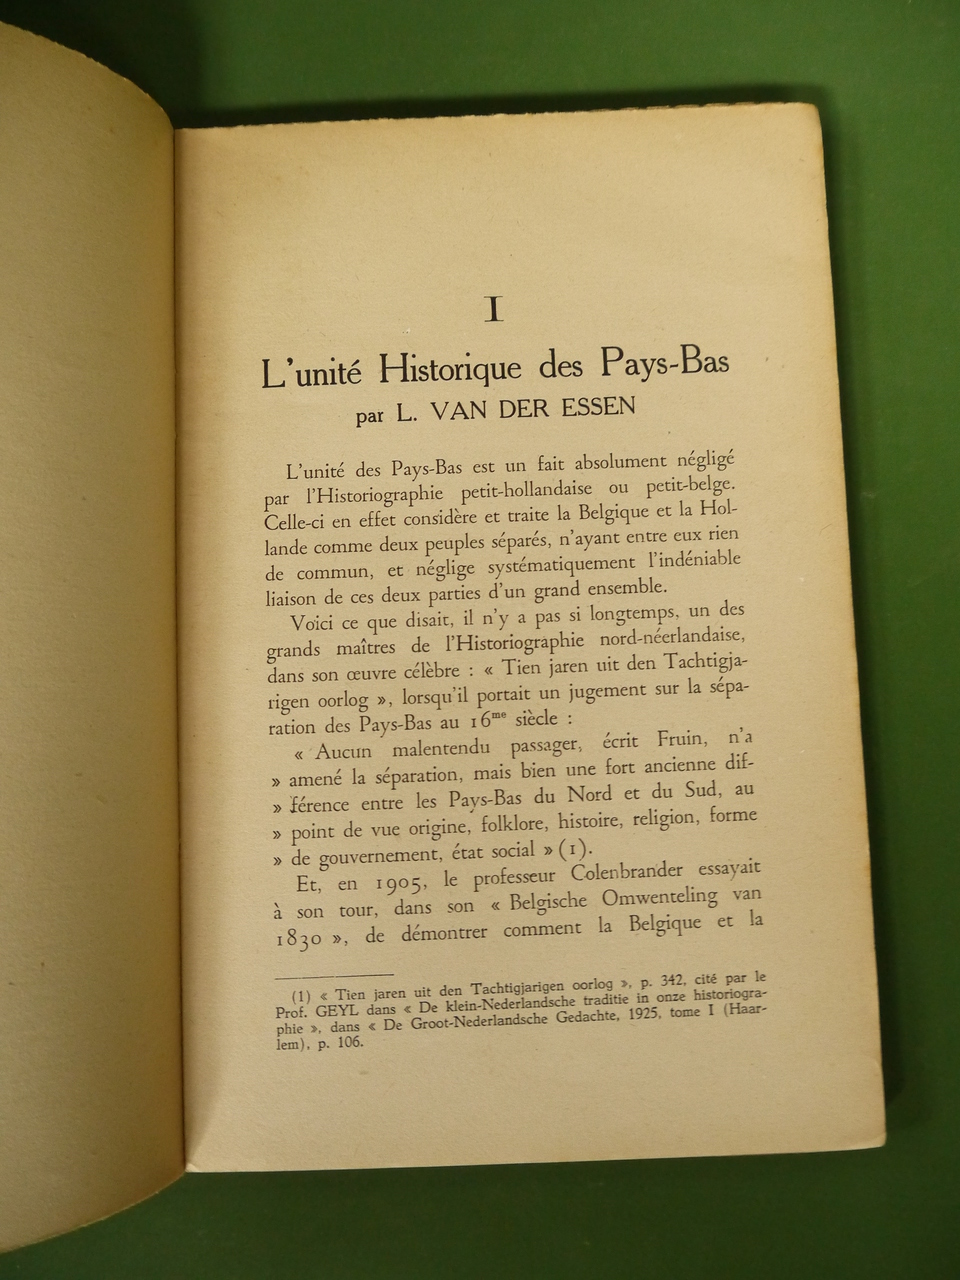 I
L'unité Historique des Pays-Bas
par L. VAN DER ESSEN
L'unité des Pays-Bas est un fait absolument négligé
par l'Historiographie petit-hollandaise ou petit-belge.
Celle-ci en effet considère et traite la Belgique et la Hol-
lande comme deux peuples séparés, n'ayant entre eux rien
de commun, et néglige systématiquement l'indéniable
liaison de ces deux parties d'un grand ensemble.
Voici ce que disait, il n'y a pas si longtemps, un des
grands maîtres de l'Historiographie nord-néerlandaise,
dans son œuvre célèbre : « Tien jaren uit den Tachtigja-
rigen oorlog », lorsqu'il portait un jugement sur la sépa-
ration des Pays-Bas au 16me siècle :
« Aucun malentendu passager, écrit Fruin, n'a
» amené la séparation, mais bien une fort ancienne dif-
» férence entre les Pays-Bas du Nord et du Sud, au
» point de vue origine, folklore, histoire, religion, forme
» de gouvernement, état social » (1).
Et, en 1905, le professeur Colenbrander essayait
à son tour, dans son « Belgische Omwenteling van
1830 », de démontrer comment la Belgique et la
(1) « Tien jaren uit den Tachtigjarigen oorlog », p. 342, cité par le
Prof. GEYL dans « De klein-Nederlandsche traditie in onze historiogra-
phie », dans « De Groot-Nederlandsche Gedachte, 1925, tome I (Haar-
lem), p. 106.